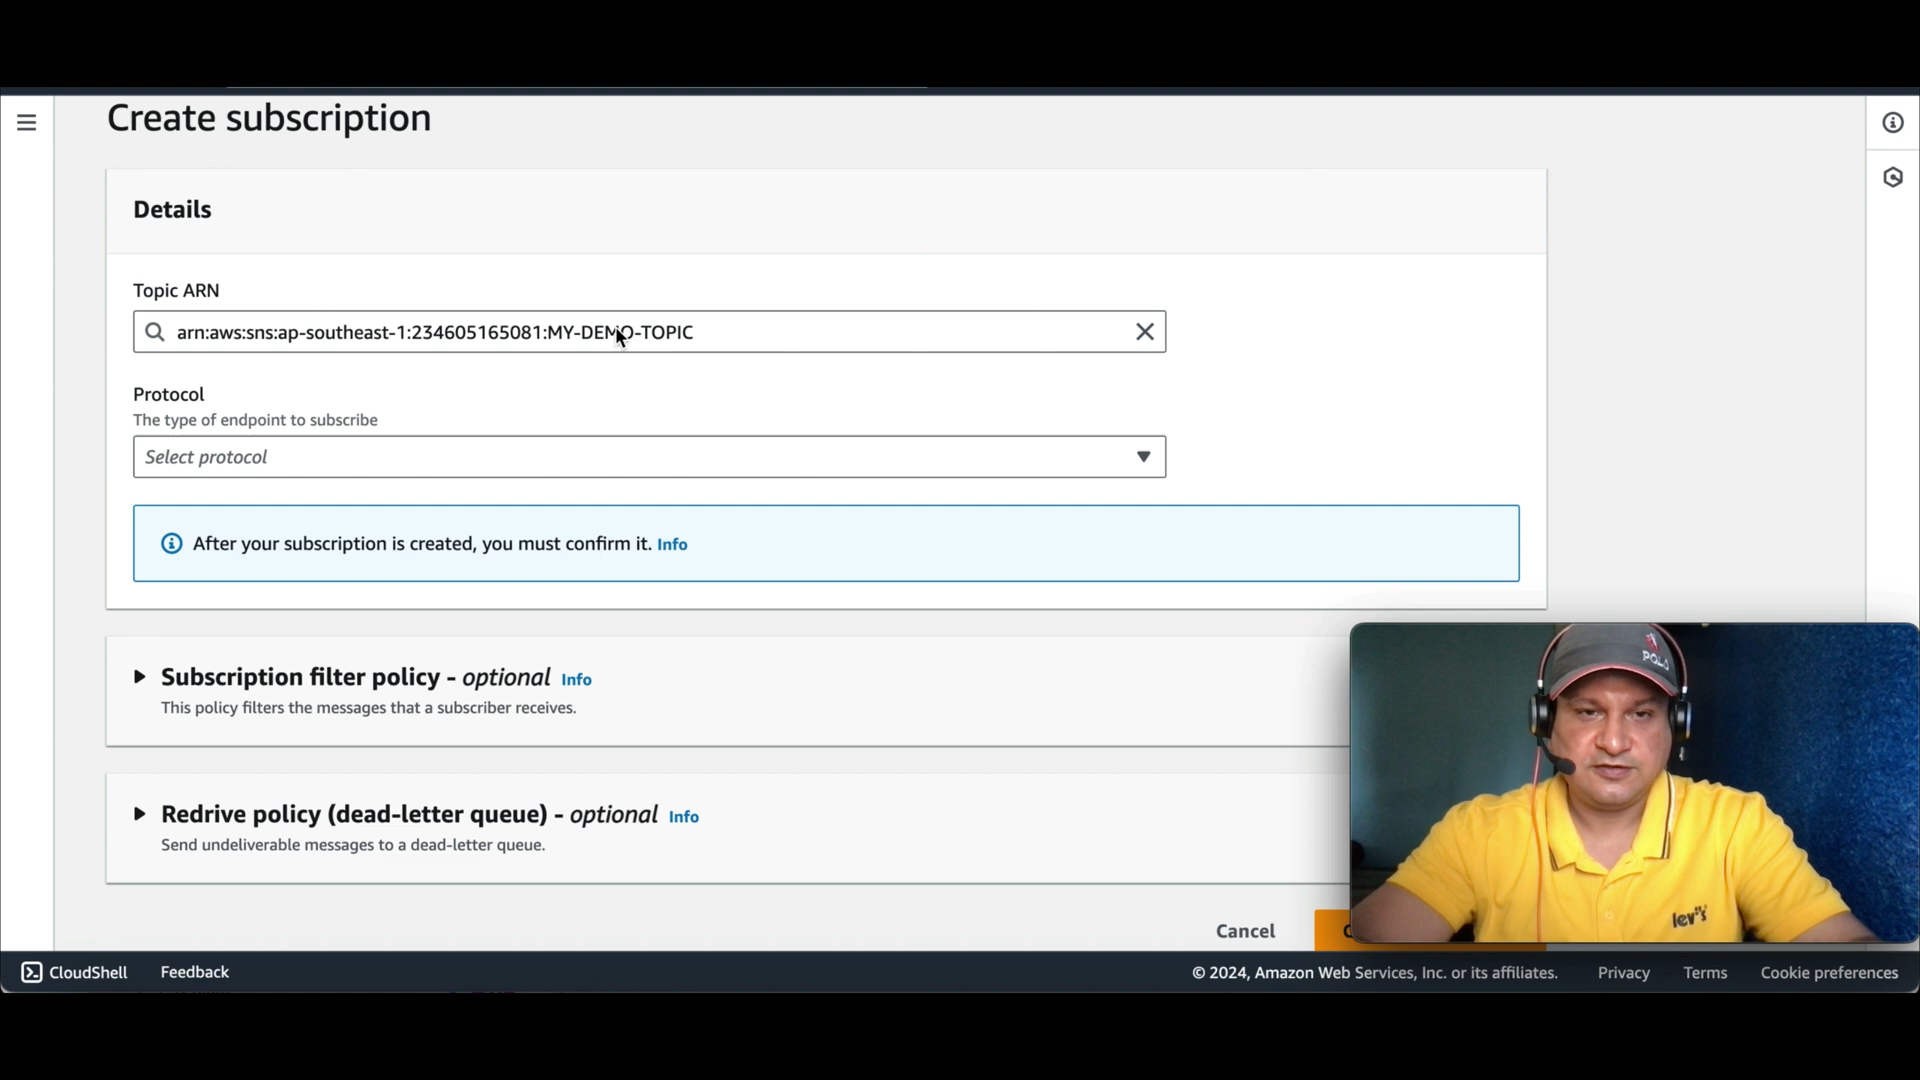 Create subscription
Details
Topic ARN
arn:aws:sns:ap-southeast-1:234605165081:MY-DEMO-TOPIC
Protocol
The type of endpoint to subscribe
Select protocol
After your subscription is created, you must confirm it. Info
Subscription filter policy - optional Info
This policy filters the messages that a subscriber receives.
Redrive policy (dead-letter queue) - optional Info
Send undeliverable messages to a dead-letter queue.
Cancel
POLO
lev's
CloudShell
Feedback
© 2024, Amazon Web Services, Inc. or its affiliates.
Privacy
Terms
Cookie preferences